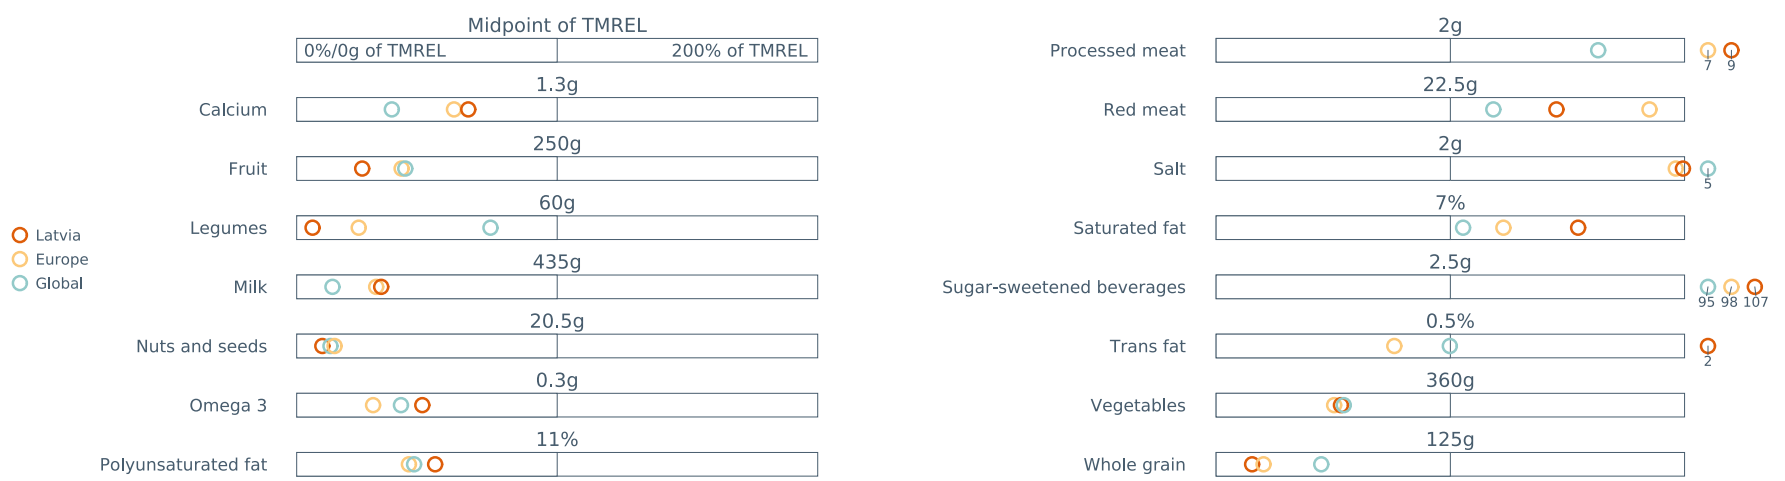 Midpoint of TMREL
0%/0g of TMREL
200% of TMREL
1.3g
Calcium
250g
Fruit
60g
Legumes
435g
Milk
20.5g
Nuts and seeds
0.3g
Omega 3
11%
Polyunsaturated fat
Latvia
Europe
Global
2g
Processed meat
7 9
22.5g
Red meat
2g
Salt
5
7%
Saturated fat
2.5g
Sugar-sweetened beverages
95 98 107
0.5%
Trans fat
2
360g
Vegetables
125g
Whole grain